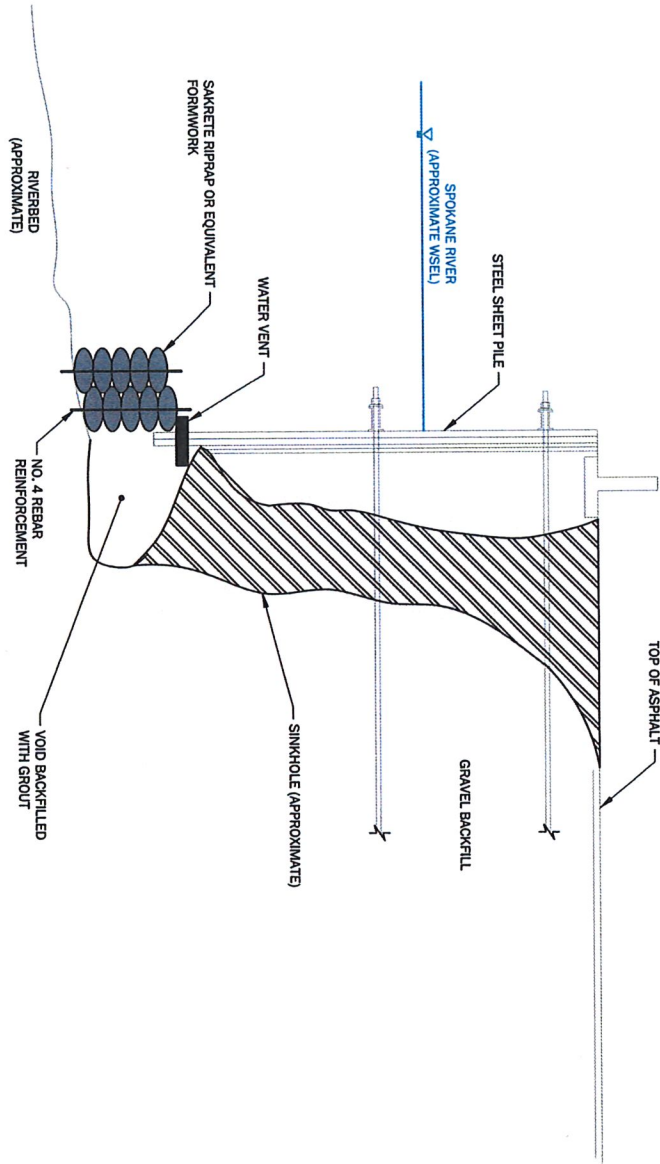 TOP OF ASPHALT
STEEL SHEET PILE
SPOKANE RIVER
(APPROXIMATE WSEL)
GRAVEL BACKFILL
SINKHOLE (APPROXIMATE)
WATER VENT
SAKRETE RIPRAP OR EQUIVALENT
FORMWORK
NO. 4 REBAR
REINFORCEMENT
VOID BACKFILLED
WITH GROUT
RIVERBED
(APPROXIMATE)